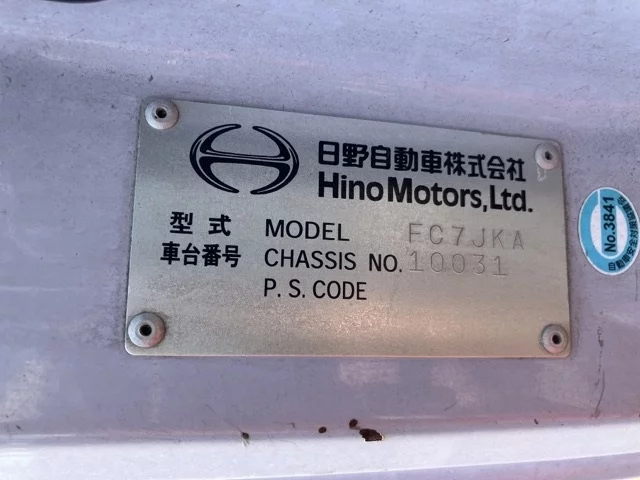 日野自動車株式会社
Hino Motors, Ltd.
型式 MODEL FC7JKA
車台番号 CHASSIS NO. 10031
P. S. CODE
No.3841